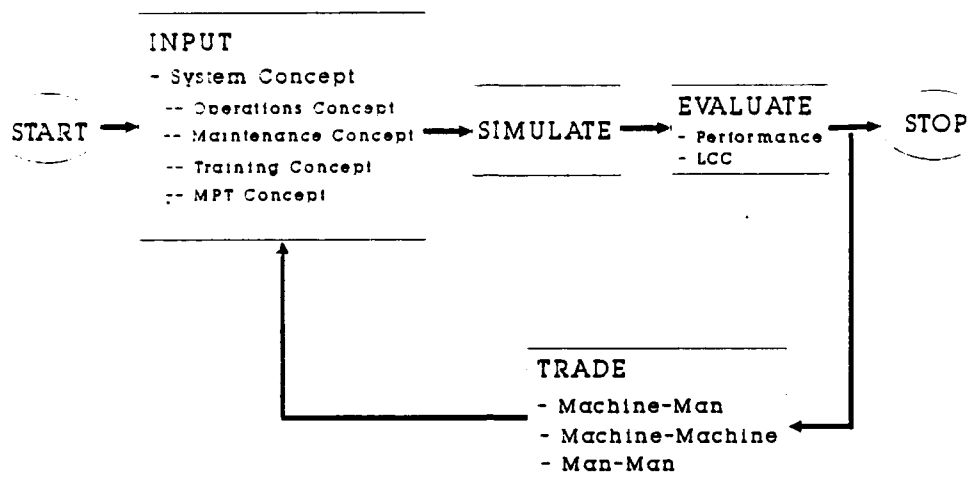 START
INPUT
- System Concept
-- Operations Concept
-- Maintenance Concept
-- Training Concept
-- MPT Concept
SIMULATE
EVALUATE
- Performance
- LCC
STOP
TRADE
- Machine-Man
- Machine-Machine
- Man-Man